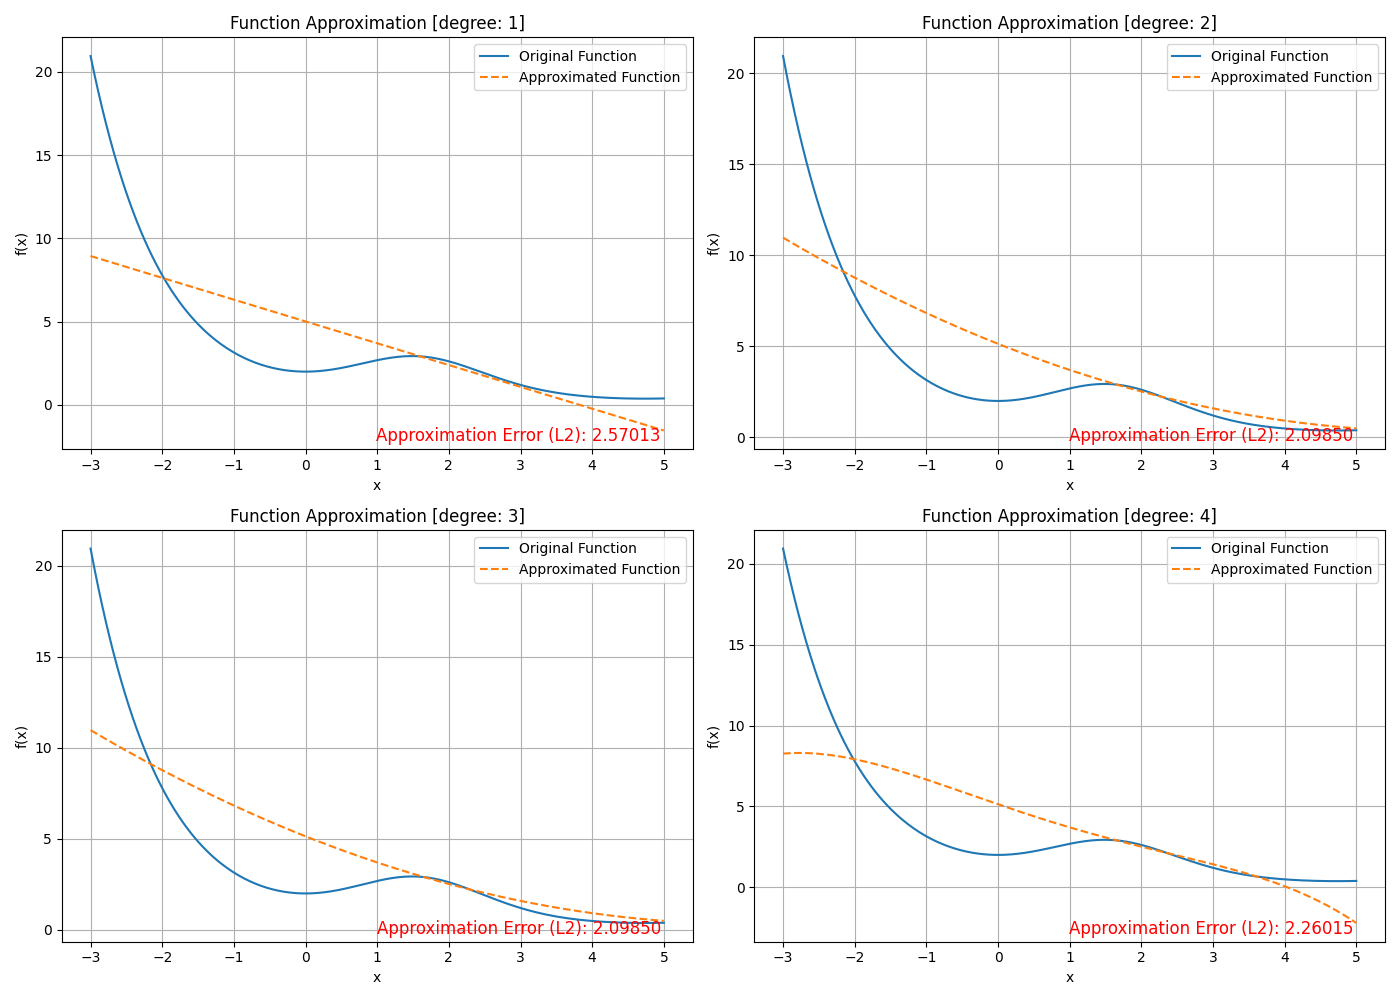 Function Approximation [degree: 1]
Original Function
Approximated Function
f(x)
20
15
10
5
0
Approximation Error (L2): 2.57013
−3 −2 −1 0 1 2 3 4 5
x
Function Approximation [degree: 2]
Original Function
Approximated Function
f(x)
20
15
10
5
0
Approximation Error (L2): 2.09850
−3 −2 −1 0 1 2 3 4 5
x
Function Approximation [degree: 3]
Original Function
Approximated Function
f(x)
20
15
10
5
0
Approximation Error (L2): 2.09850
−3 −2 −1 0 1 2 3 4 5
x
Function Approximation [degree: 4]
Original Function
Approximated Function
f(x)
20
15
10
5
0
Approximation Error (L2): 2.26015
−3 −2 −1 0 1 2 3 4 5
x